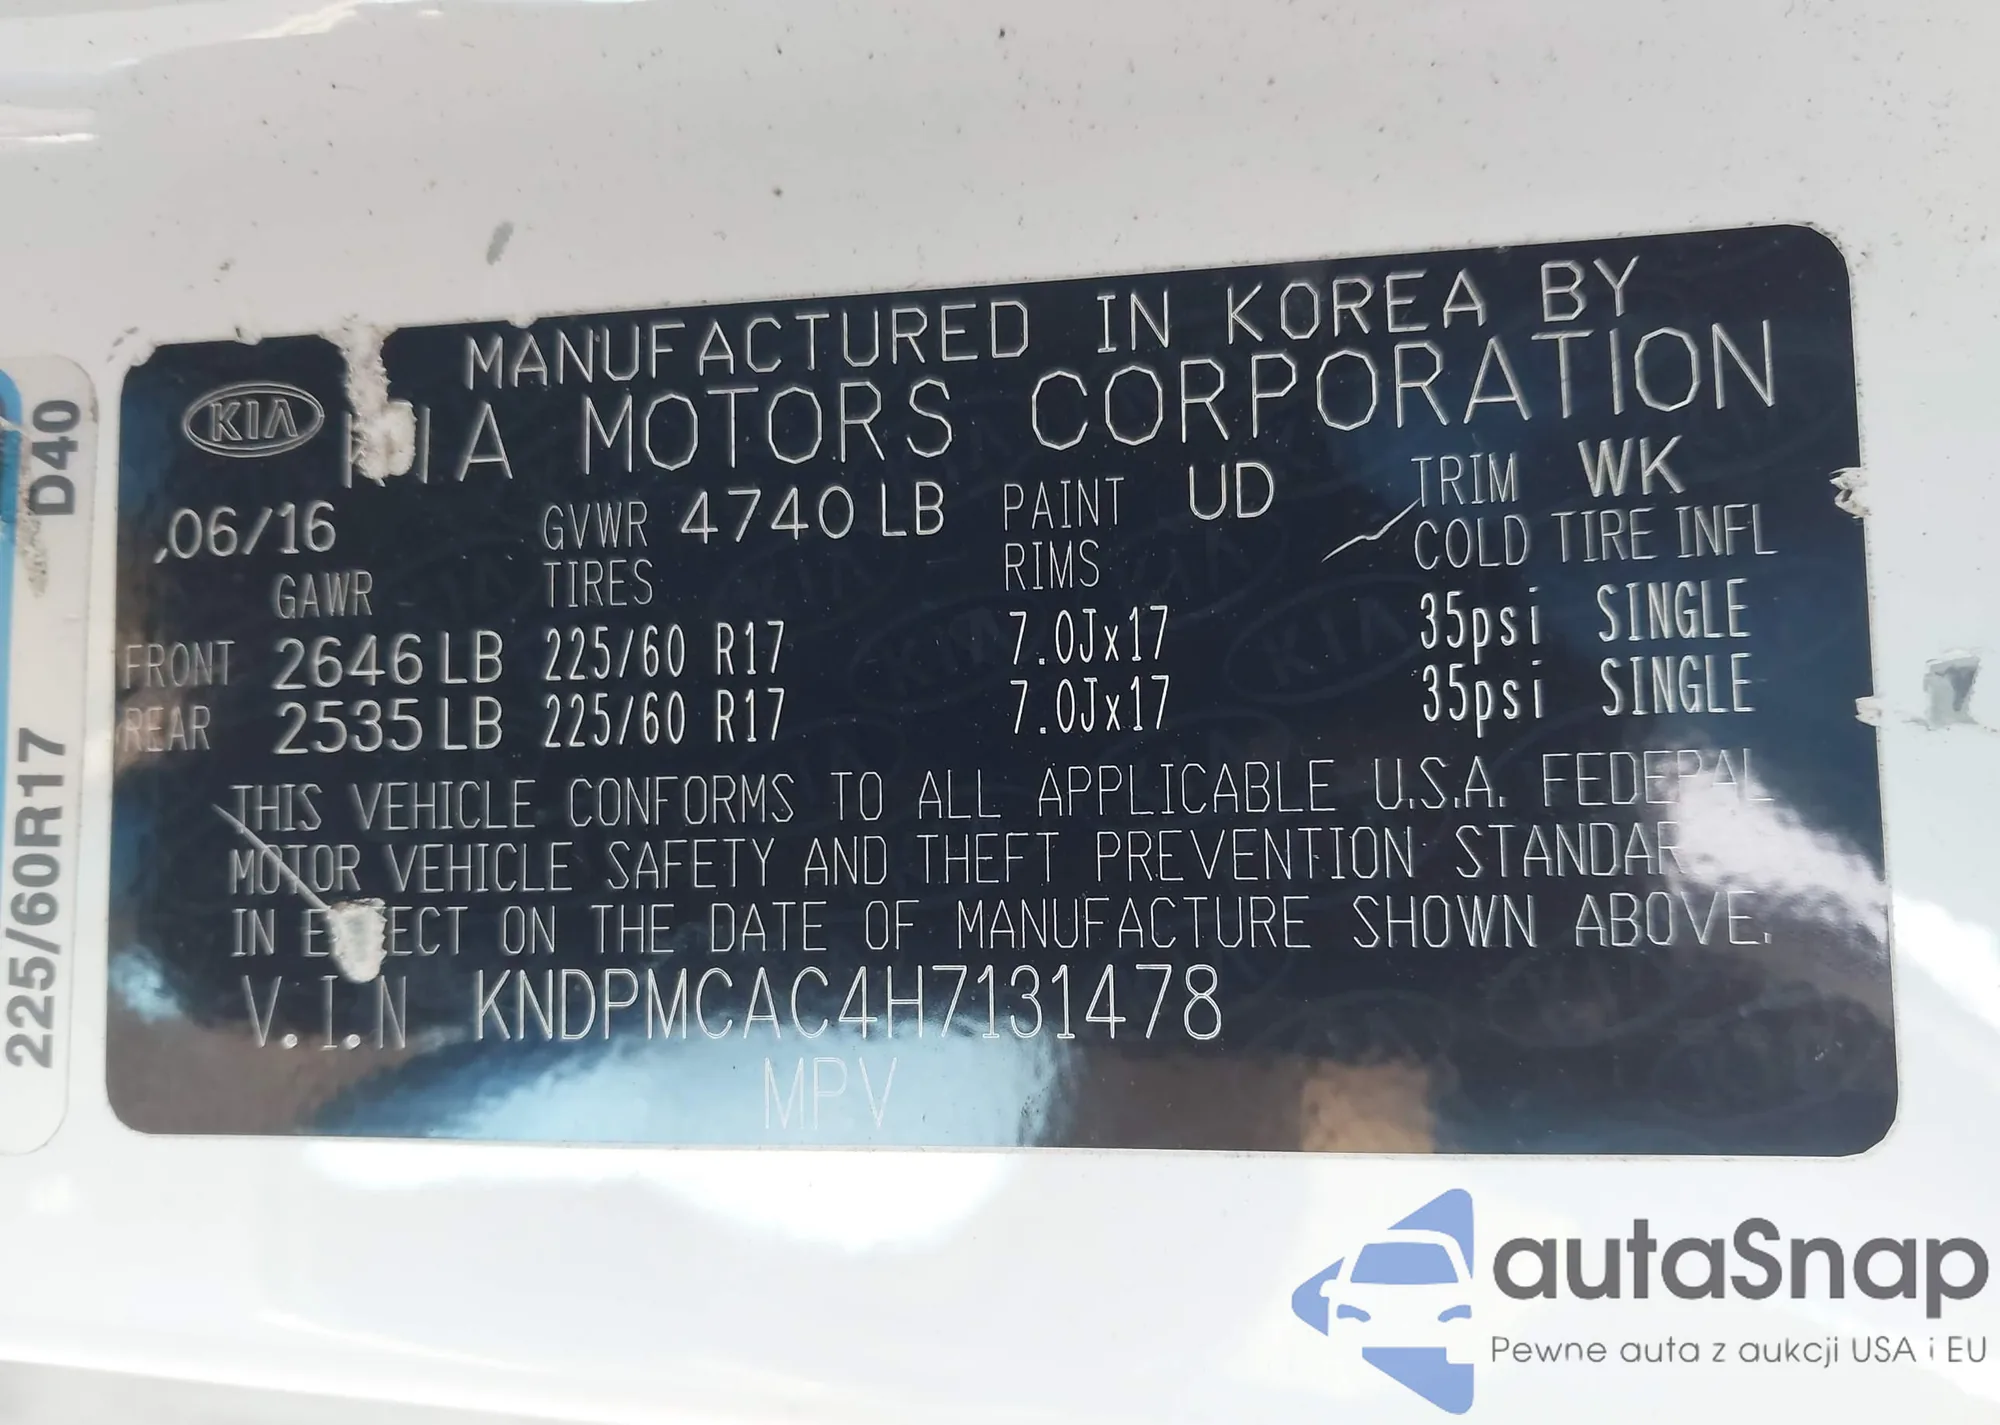 MANUFACTURED IN KOREA BY
KIA
KIA MOTORS CORPORATION
06/16 GVWR 4740 LB PAINT UD TRIM WK
GAWR TIRES RIMS COLD TIRE INFL
FRONT 2646 LB 225/60 R17 7.0Jx17 35psi SINGLE
REAR 2535 LB 225/60 R17 7.0Jx17 35psi SINGLE
THIS VEHICLE CONFORMS TO ALL APPLICABLE U.S.A. FEDERAL
MOTOR VEHICLE SAFETY AND THEFT PREVENTION STANDAR
IN EFFECT ON THE DATE OF MANUFACTURE SHOWN ABOVE.
V.I.N KNDPMCAC4H7131478
MPV
225/60R17 D40
autaSnap
Pewne auta z aukcji USA i EU